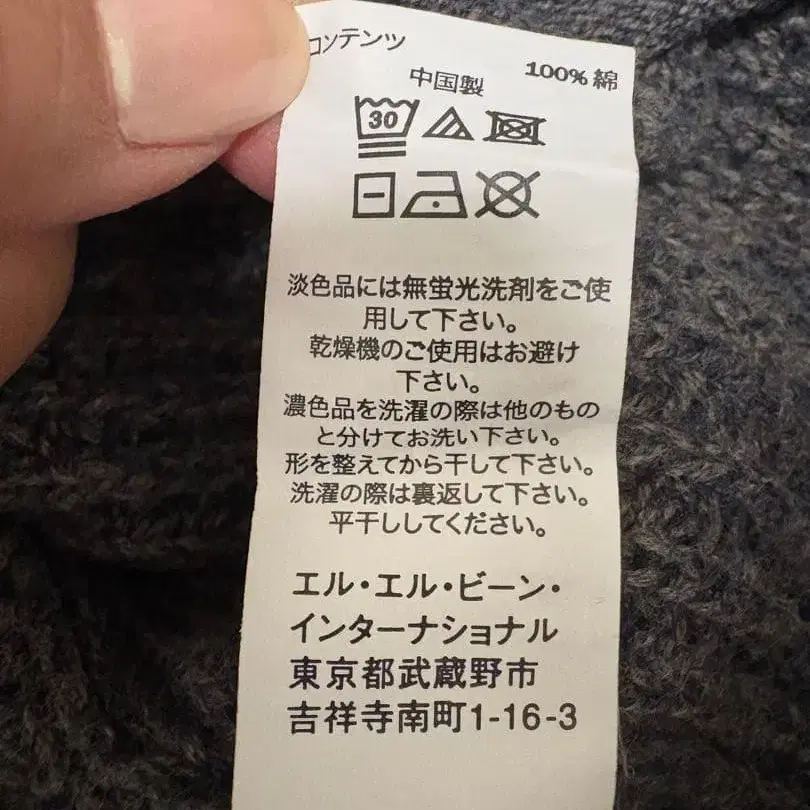 コンテンツ
100% 綿
中国製
30
淡色品には無蛍光洗剤をご使
用して下さい。
乾燥機のご使用はお避け
下さい。
濃色品を洗濯の際は他のもの
と分けてお洗い下さい。
形を整えてから干して下さい。
洗濯の際は裏返して下さい。
平干ししてください。
エル・エル・ビーン・
インターナショナル
東京都武蔵野市
吉祥寺南町1-16-3